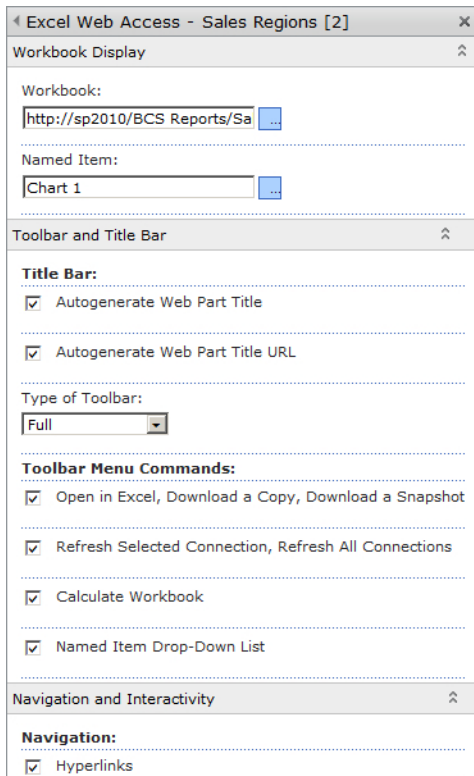 Excel Web Access - Sales Regions [2]
Workbook Display
Workbook:
http://sp2010/BCS Reports/Sa
...
Named Item:
Chart 1
...
Toolbar and Title Bar
Title Bar:
Autogenerate Web Part Title
Autogenerate Web Part Title URL
Type of Toolbar:
Full
Toolbar Menu Commands:
Open in Excel, Download a Copy, Download a Snapshot
Refresh Selected Connection, Refresh All Connections
Calculate Workbook
Named Item Drop-Down List
Navigation and Interactivity
Navigation:
Hyperlinks